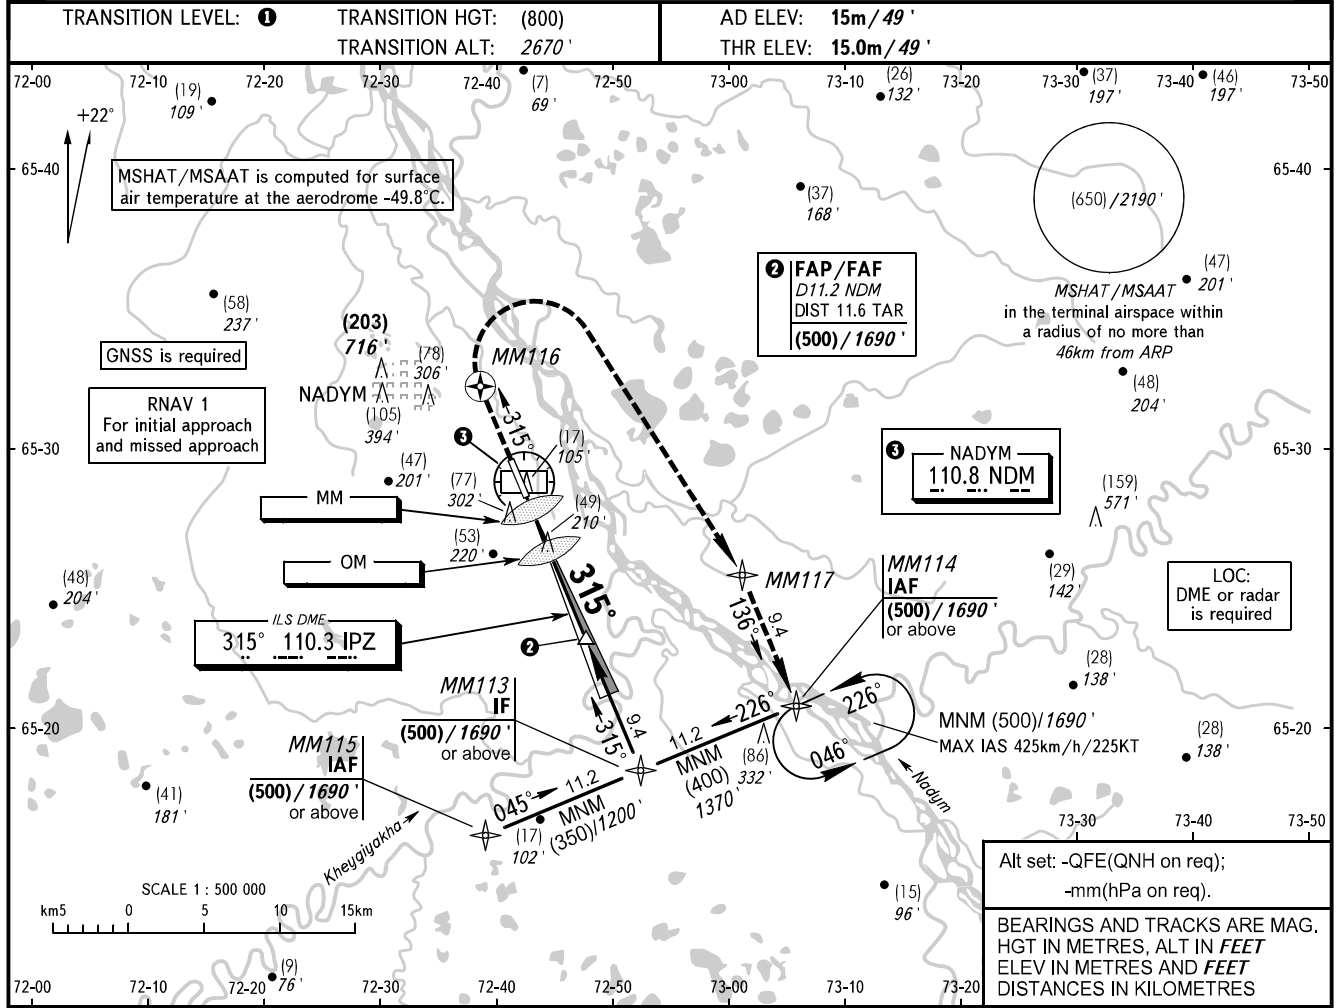 TRANSITION LEVEL: ❶ TRANSITION HGT: (800)
TRANSITION ALT: 2670 '
AD ELEV: 15m / 49 '
THR ELEV: 15.0m / 49 '
72-00 72-10 72-20 72-30 72-40 72-50 73-00 73-10 73-20 73-30 73-40 73-50
(19)
109 '
(7)
69 '
(26)
132 '
(37)
197 '
(46)
197 '
+22°
65-40
65-40
MSHAT/MSAAT is computed for surface
air temperature at the aerodrome -49.8°C.
(37)
168 '
(650) / 2190 '
(47)
201 '
MSHAT/MSAAT
in the terminal airspace within
a radius of no more than
46km from ARP
❷ FAP/FAF
D11.2 NDM
DIST 11.6 TAR
(500) / 1690 '
(58)
237 '
(203)
716 '
GNSS is required
(78)
306 '
NADYM
(105)
394 '
MM116
(48)
204 '
RNAV 1
For initial approach
and missed approach
315°
❸
(17)
105 '
65-30
65-30
(47)
201 '
(77)
302 '
❸ NADYM
110.8 NDM
(159)
571 '
MM
(49)
210 '
(53)
220 '
OM
(48)
204 '
315°
MM117
MM114
IAF
(500) / 1690 '
or above
(29)
142 '
LOC:
DME or radar
is required
136°
9.4
ILS DME
315° 110.3 IPZ
❷
(28)
138 '
MM113
IF
(500) / 1690 '
or above
315°
9.4
226°
11.2
MNM
(400)
1370 '
(86)
332 '
226°
046°
MNM (500) / 1690 '
MAX IAS 425km/h/225KT
(28)
138 '
65-20
65-20
MM115
IAF
(500) / 1690 '
or above
045°
11.2
MNM
(350)/1200 '
(17)
102 '
Nadym
Kheygiyakha
(41)
181 '
73-30 73-40 73-50
(15)
96 '
SCALE 1 : 500 000
km5 0 5 10 15km
(9)
76 '
Alt set: -QFE(QNH on req);
-mm(hPa on req).
BEARINGS AND TRACKS ARE MAG.
HGT IN METRES, ALT IN FEET
ELEV IN METRES AND FEET
DISTANCES IN KILOMETRES
72-00 72-10 72-20 72-30 72-40 72-50 73-00 73-10 73-20